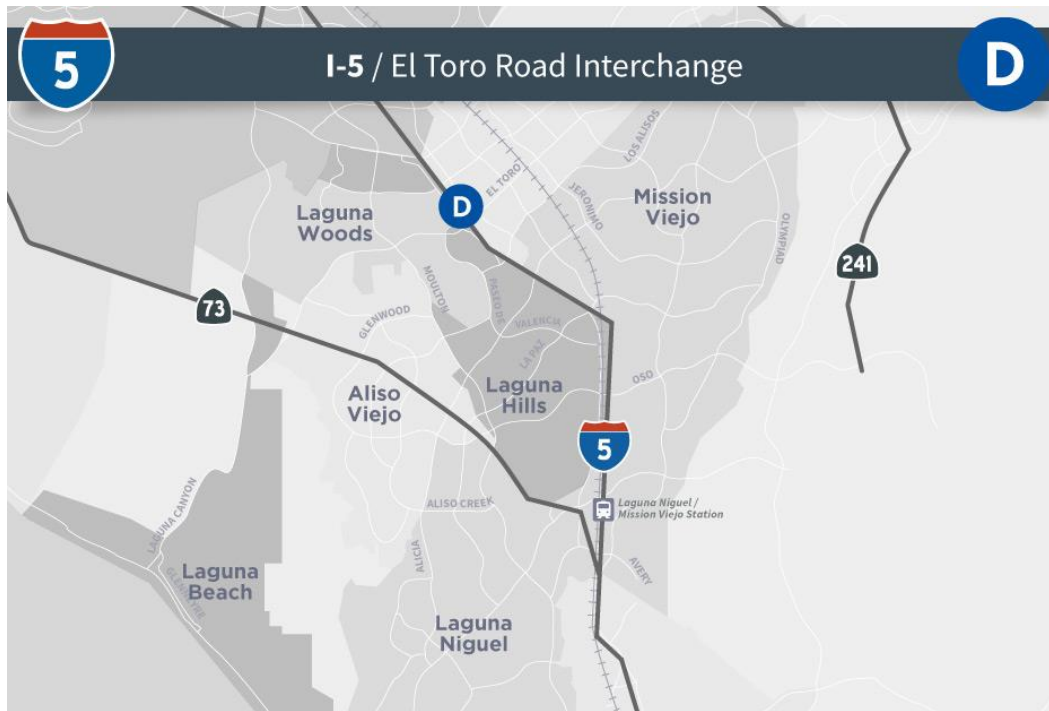 5
I-5 / El Toro Road Interchange
D
LOS ALISOS
EL TORO
JERONIMO
Mission
Viejo
D
Laguna
Woods
OLYMPIAD
241
MOULTON
PASEO DE
VALENCIA
73
GLENWOOD
LA PAZ
OSO
Aliso
Viejo
Laguna
Hills
5
ALISO CREEK
Laguna Niguel /
Mission Viejo Station
LAGUNA CANYON
ALICIA
AVERY
Laguna
Beach
GLENNEYRE
Laguna
Niguel